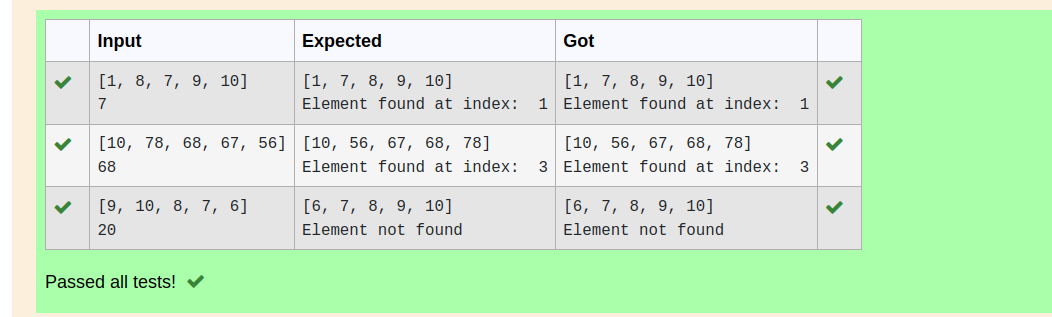 Input Expected Got
[1, 8, 7, 9, 10] [1, 7, 8, 9, 10] [1, 7, 8, 9, 10]
7 Element found at index:  1 Element found at index:  1
[10, 78, 68, 67, 56] [10, 56, 67, 68, 78] [10, 56, 67, 68, 78]
68 Element found at index:  3 Element found at index:  3
[9, 10, 8, 7, 6] [6, 7, 8, 9, 10] [6, 7, 8, 9, 10]
20 Element not found Element not found
Passed all tests!